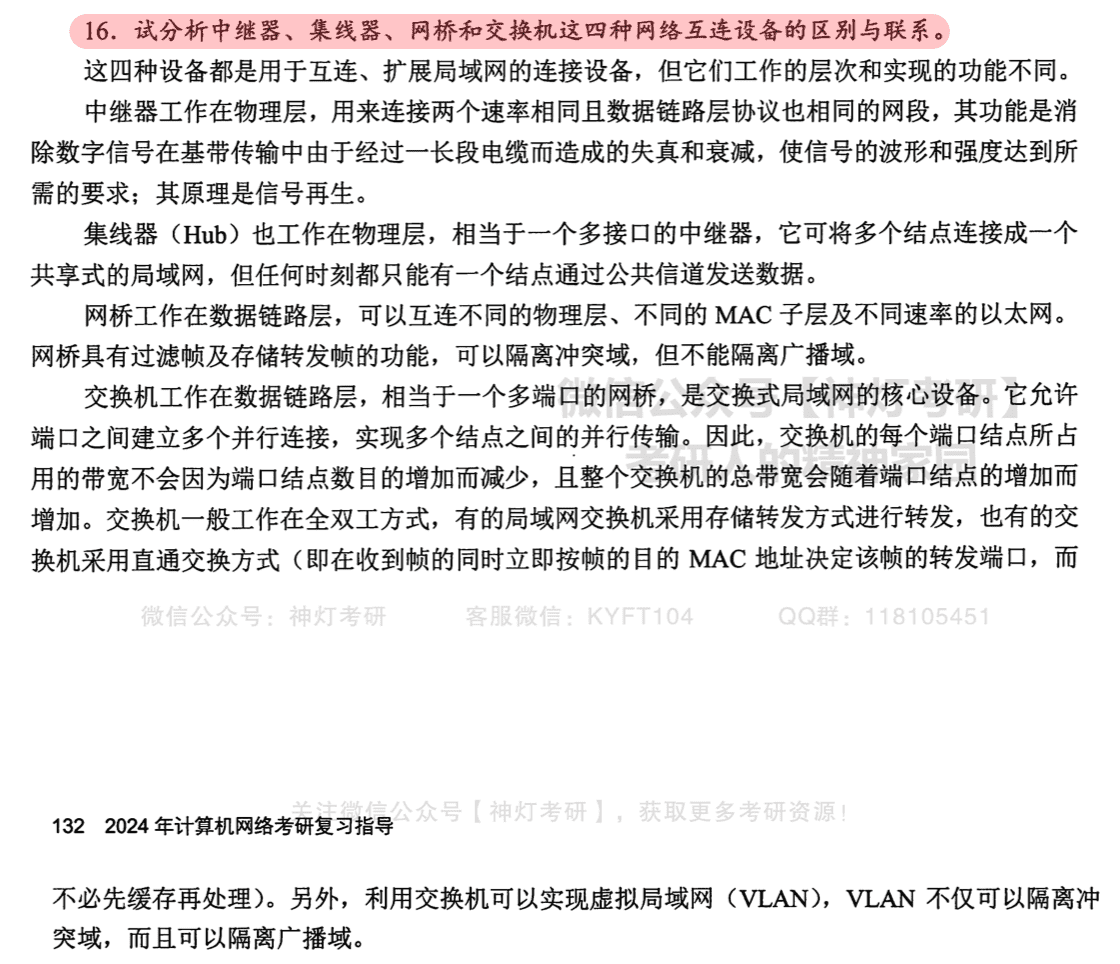 16. 试分析中继器、集线器、网桥和交换机这四种网络互连设备的区别与联系。
这四种设备都是用于互连、扩展局域网的连接设备，但它们工作的层次和实现的功能不同。
中继器工作在物理层，用来连接两个速率相同且数据链路层协议也相同的网段，其功能是消
除数字信号在基带传输中由于经过一长段电缆而造成的失真和衰减，使信号的波形和强度达到所
需的要求；其原理是信号再生。
集线器（Hub）也工作在物理层，相当于一个多接口的中继器，它可将多个结点连接成一个
共享式的局域网，但任何时刻都只能有一个结点通过公共信道发送数据。
网桥工作在数据链路层，可以互连不同的物理层、不同的 MAC 子层及不同速率的以太网。
网桥具有过滤帧及存储转发帧的功能，可以隔离冲突域，但不能隔离广播域。
微信公众号【神灯考研】
交换机工作在数据链路层，相当于一个多端口的网桥，是交换式局域网的核心设备。它允许
端口之间建立多个并行连接，实现多个结点之间的并行传输。因此，交换机的每个端口结点所占
考研人的精神家园
用的带宽不会因为端口结点数目的增加而减少，且整个交换机的总带宽会随着端口结点的增加而
增加。交换机一般工作在全双工方式，有的局域网交换机采用存储转发方式进行转发，也有的交
换机采用直通交换方式（即在收到帧的同时立即按帧的目的 MAC 地址决定该帧的转发端口，而
微信公众号：神灯考研 客服微信：KYFT104 QQ群：118105451
关注微信公众号【神灯考研】，获取更多考研资源！
132 2024 年计算机网络考研复习指导
不必先缓存再处理）。另外，利用交换机可以实现虚拟局域网（VLAN），VLAN 不仅可以隔离冲
突域，而且可以隔离广播域。